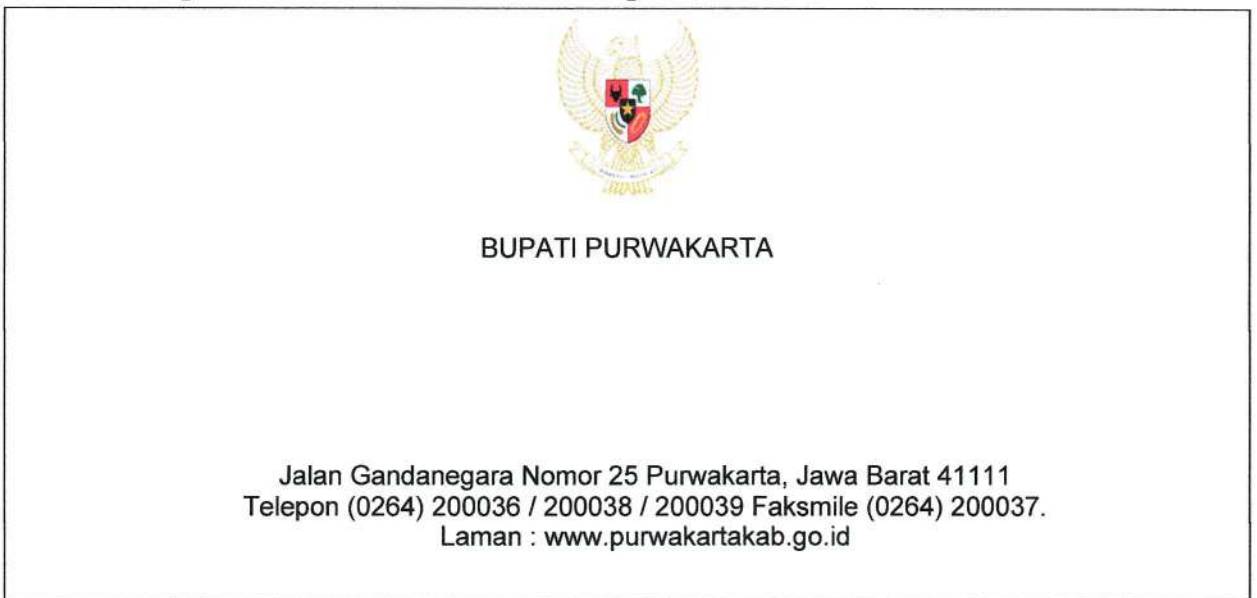 BUPATI PURWAKARTA
Jalan Gandanegara Nomor 25 Purwakarta, Jawa Barat 41111
Telepon (0264) 200036 / 200038 / 200039 Faksmile (0264) 200037.
Laman : www.purwakartakab.go.id